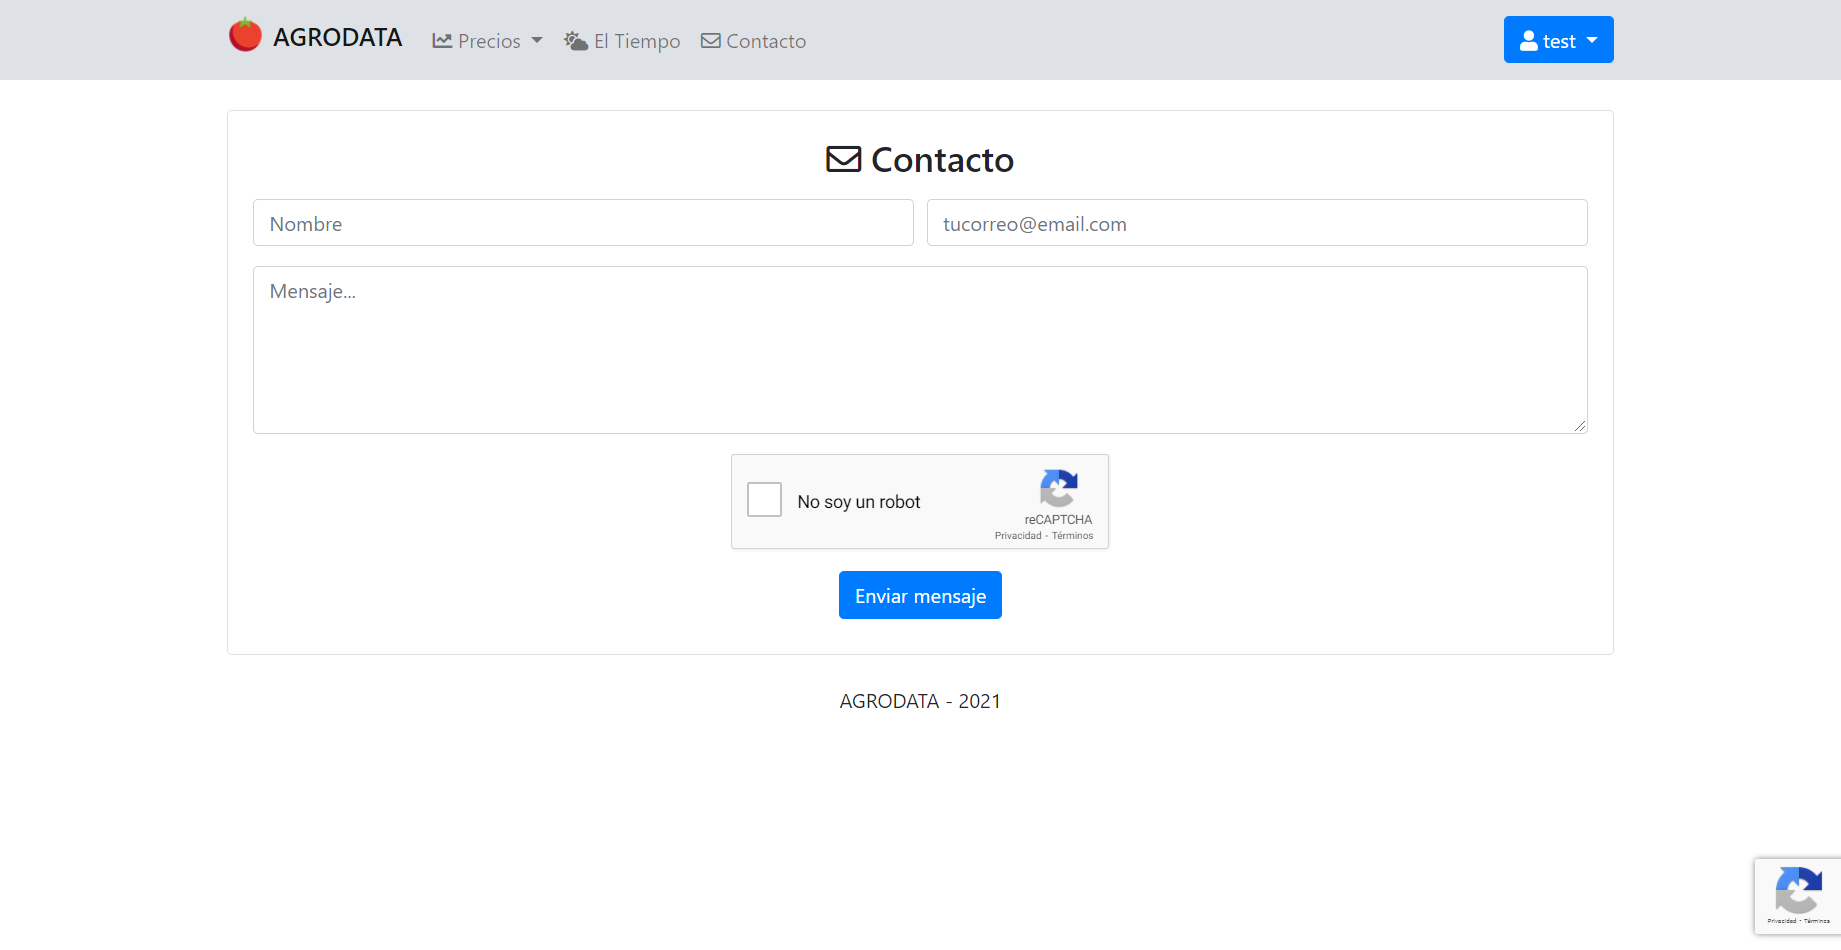 AGRODATA Precios El Tiempo Contacto test
Contacto
Nombre tucorreo@email.com
Mensaje...
No soy un robot
reCAPTCHA
Privacidad - Términos
Enviar mensaje
AGRODATA - 2021
Privacidad - Términos